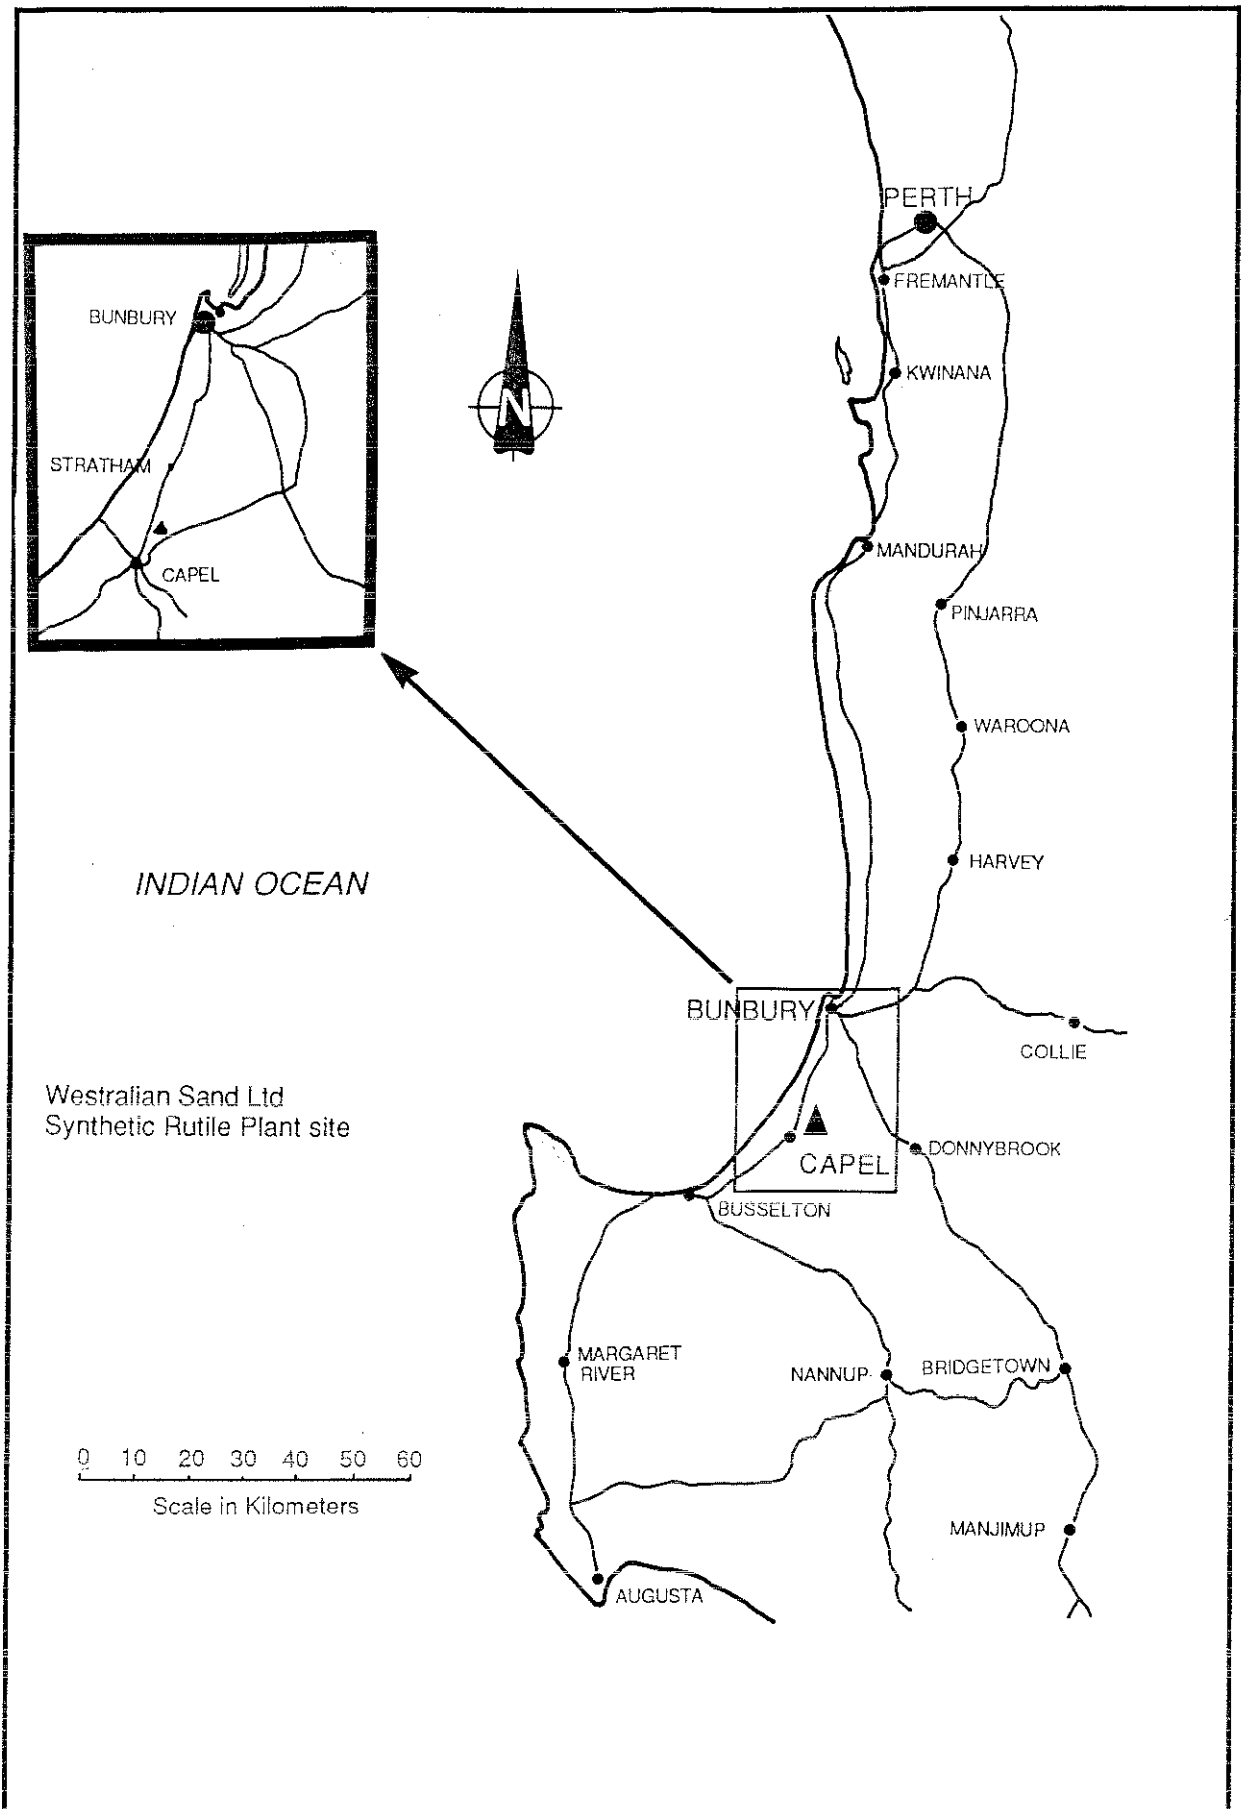 PERTH
FREMANTLE
BUNBURY
KWINANA
N
STRATHAM
MANDURAH
CAPEL
PINJARRA
WAROONA
HARVEY
INDIAN OCEAN
BUNBURY
COLLIE
Westralian Sand Ltd
Synthetic Rutile Plant site
DONNYBROOK
CAPEL
BUSSELTON
MARGARET
RIVER
NANNUP
BRIDGETOWN
0 10 20 30 40 50 60
Scale in Kilometers
MANJIMUP
AUGUSTA